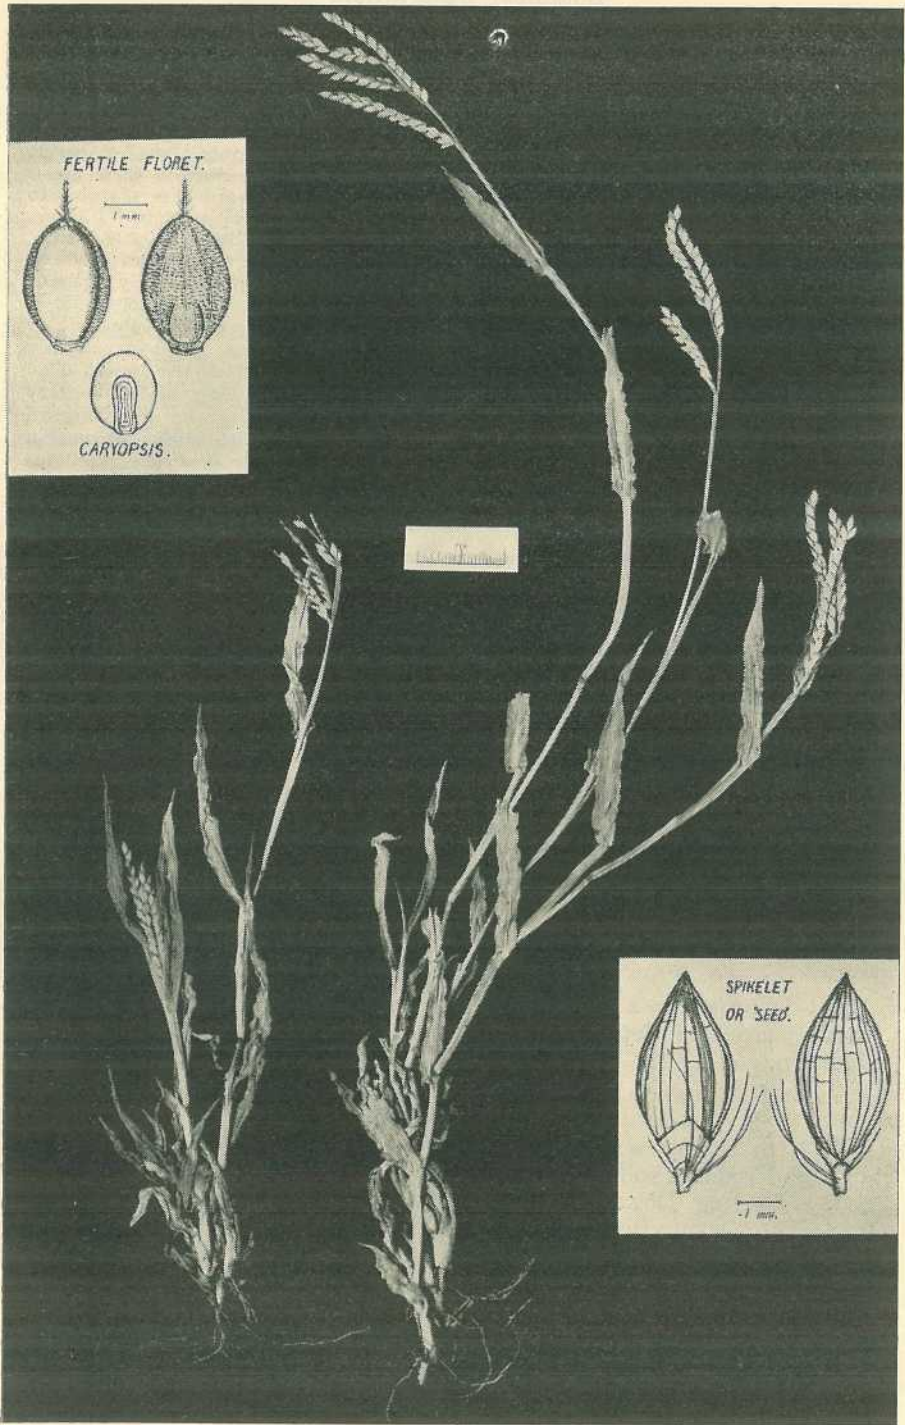 FERTILE FLORET.
1 mm
CARYOPSIS.
SPIKELET
OR 'SEED'.
1 mm.